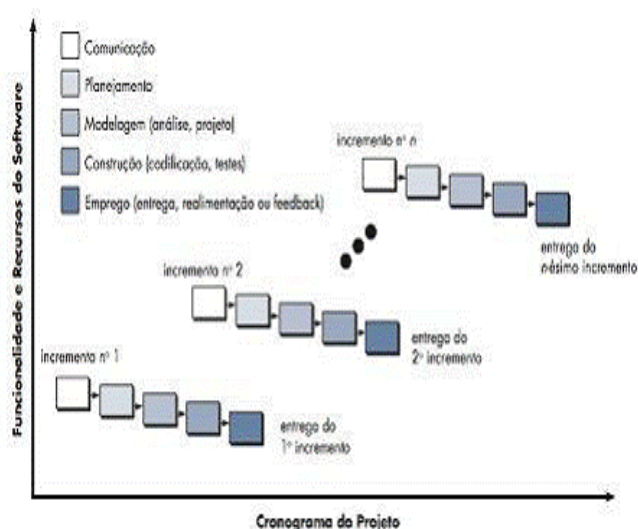 Comunicação
Planejamento
Modelagem (análise, projeto)
Construção (codificação, testes)
Emprego (entrega, realimentação ou feedback)
Funcionalidade e Recursos do Software
incremento nº n
entrega do
n-ésimo incremento
incremento nº 2
entrega do
2º incremento
incremento nº 1
entrega do
1º incremento
Cronograma do Projeto